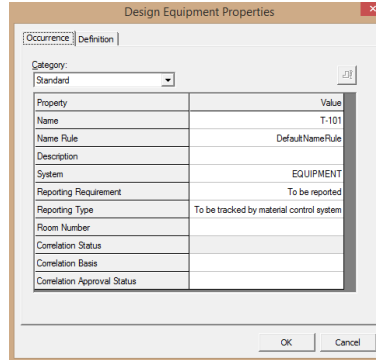 Design Equipment Properties
Occurrence Definition
Category:
Standard
Property Value
Name T-101
Name Rule DefaultNameRule
Description
System EQUIPMENT
Reporting Requirement To be reported
Reporting Type To be tracked by material control system
Room Number
Correlation Status
Correlation Basis
Correlation Approval Status
OK Cancel